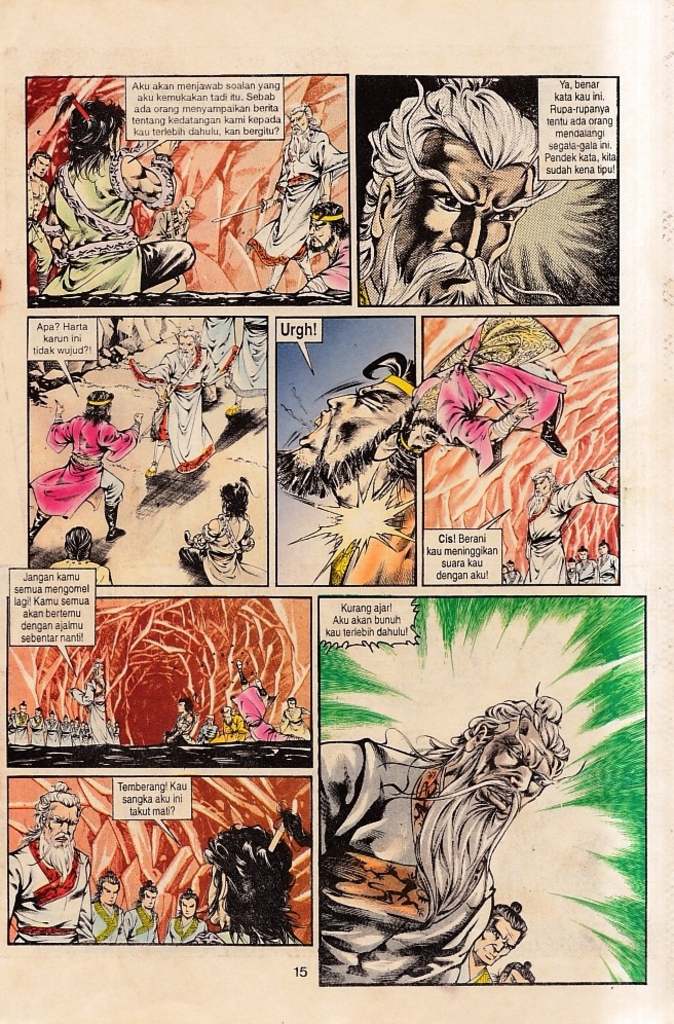 Aku akan menjawab soalan yang
aku kemukakan tadi itu. Sebab
ada orang menyampaikan berita
tentang kedatangan kami kepada
kau terlebih dahulu, kan bergitu?
Ya, benar
kata kau ini.
Rupa-rupanya
tentu ada orang
mendalangi
segala-gala ini.
Pendek kata, kita
sudah kena tipu!
Apa? Harta
karun ini
tidak wujud?!
Urgh!
Cis! Berani
kau meninggikan
suara kau
dengan aku!
Jangan kamu
semua mengomel
lagi! Kamu semua
akan bertemu
dengan ajalmu
sebentar nanti!
Kurang ajar!
Aku akan bunuh
kau terlebih dahulu!
Temberang! Kau
sangka aku ini
takut mati?
15